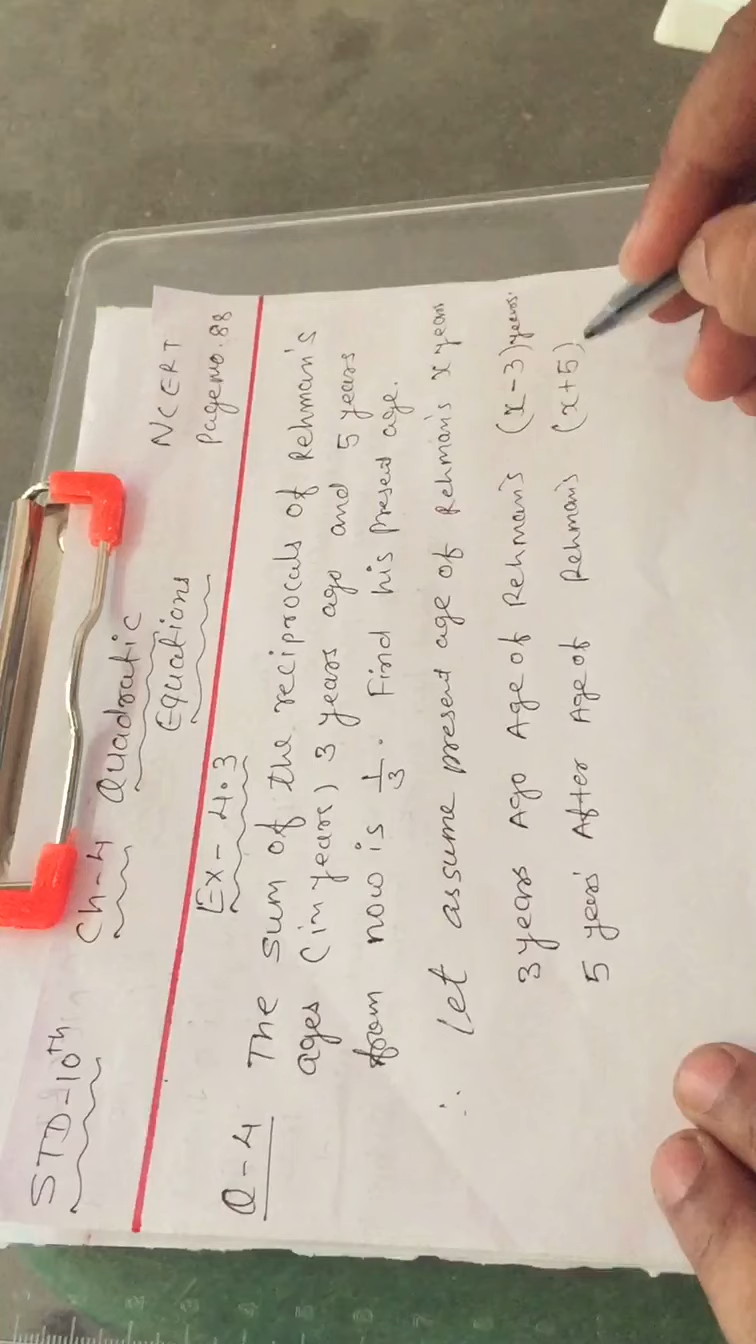 STD-10th Ch-4 Quadratic NCERT
Equations Page no. 88
Ex-4.3
Q-4 The sum of the reciprocals of Rehman's
ages (in years) 3 years ago and 5 years
from now is 1/3. Find his present age.
∴ Let assume present age of Rehman's x years
3 years Ago Age of Rehman's (x-3) years.
5 years After Age of Rehman's (x+5)